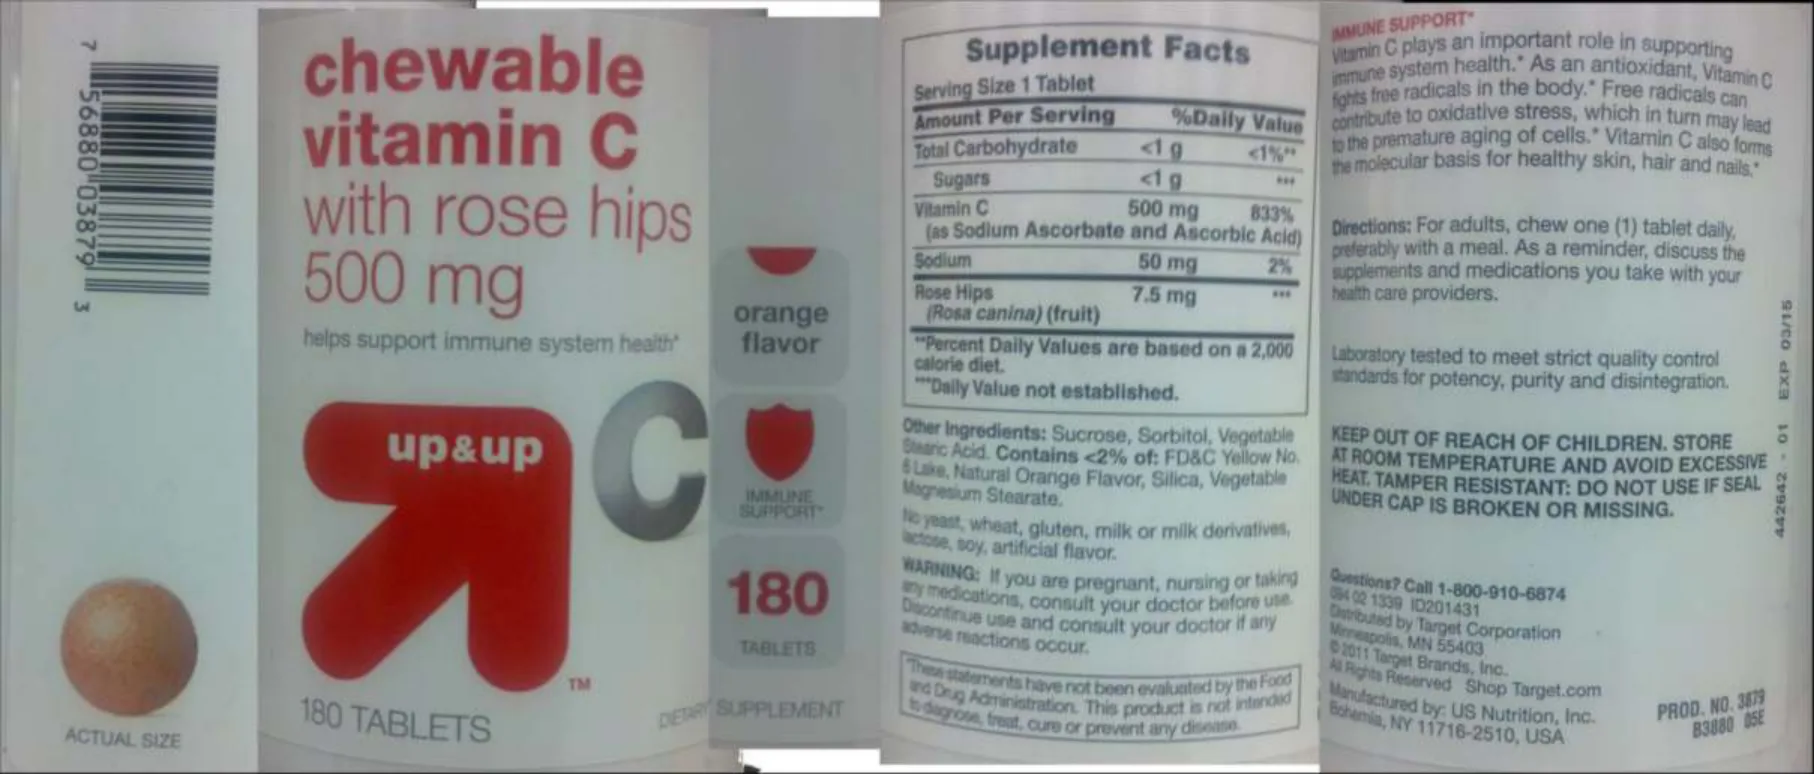 7 56880 03879 3
ACTUAL SIZE
chewable
vitamin C
with rose hips
500 mg
helps support immune system health*
up&up
C
TM
180 TABLETS
DIETARY SUPPLEMENT
orange
flavor
IMMUNE
SUPPORT*
180
TABLETS
Supplement Facts
Serving Size 1 Tablet
Amount Per Serving %Daily Value
Total Carbohydrate <1 g <1%**
Sugars <1 g ***
Vitamin C 500 mg 833%
(as Sodium Ascorbate and Ascorbic Acid)
Sodium 50 mg 2%
Rose Hips 7.5 mg ***
(Rosa canina) (fruit)
**Percent Daily Values are based on a 2,000
calorie diet.
***Daily Value not established.
Other Ingredients: Sucrose, Sorbitol, Vegetable
Stearic Acid. Contains <2% of: FD&C Yellow No.
6 Lake, Natural Orange Flavor, Silica, Vegetable
Magnesium Stearate.
No yeast, wheat, gluten, milk or milk derivatives,
lactose, soy, artificial flavor.
WARNING: If you are pregnant, nursing or taking
any medications, consult your doctor before use.
Discontinue use and consult your doctor if any
adverse reactions occur.
*These statements have not been evaluated by the Food
and Drug Administration. This product is not intended
to diagnose, treat, cure or prevent any disease.
IMMUNE SUPPORT*
Vitamin C plays an important role in supporting
immune system health.* As an antioxidant, Vitamin C
fights free radicals in the body.* Free radicals can
contribute to oxidative stress, which in turn may lead
to the premature aging of cells.* Vitamin C also forms
the molecular basis for healthy skin, hair and nails.*
Directions: For adults, chew one (1) tablet daily,
preferably with a meal. As a reminder, discuss the
supplements and medications you take with your
health care providers.
Laboratory tested to meet strict quality control
standards for potency, purity and disintegration.
KEEP OUT OF REACH OF CHILDREN. STORE
AT ROOM TEMPERATURE AND AVOID EXCESSIVE
HEAT. TAMPER RESISTANT: DO NOT USE IF SEAL
UNDER CAP IS BROKEN OR MISSING.
Questions? Call 1-800-910-6874
094 02 1339 ID201431
Distributed by Target Corporation
Minneapolis, MN 55403
© 2011 Target Brands, Inc.
All Rights Reserved Shop Target.com
Manufactured by: US Nutrition, Inc.
Bohemia, NY 11716-2510, USA
PROD. NO. 3879
B3880 05E
442642 - 01 EXP 03/15